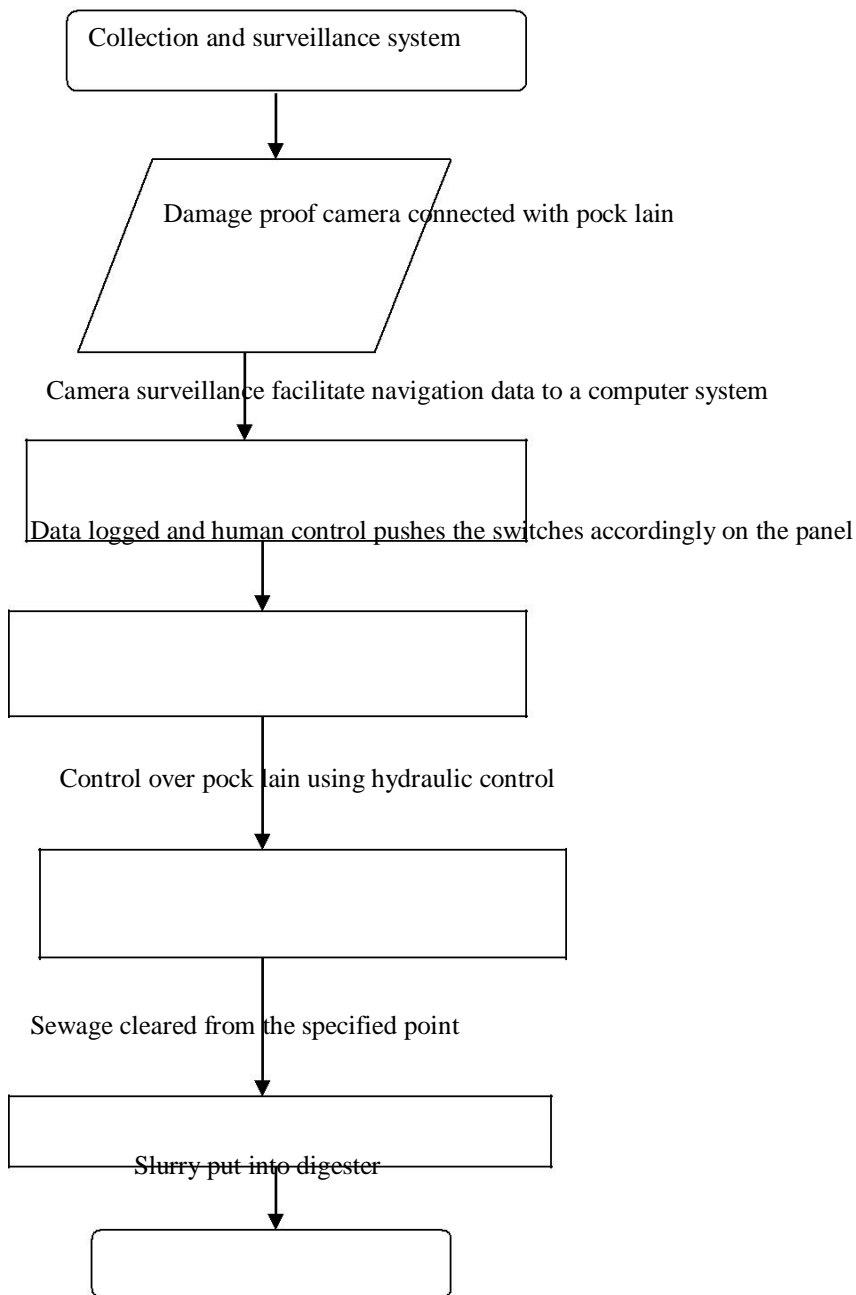 Collection and surveillance system
Damage proof camera connected with pock lain
Camera surveillance facilitate navigation data to a computer system
Data logged and human control pushes the switches accordingly on the panel
Control over pock lain using hydraulic control
Sewage cleared from the specified point
Slurry put into digester